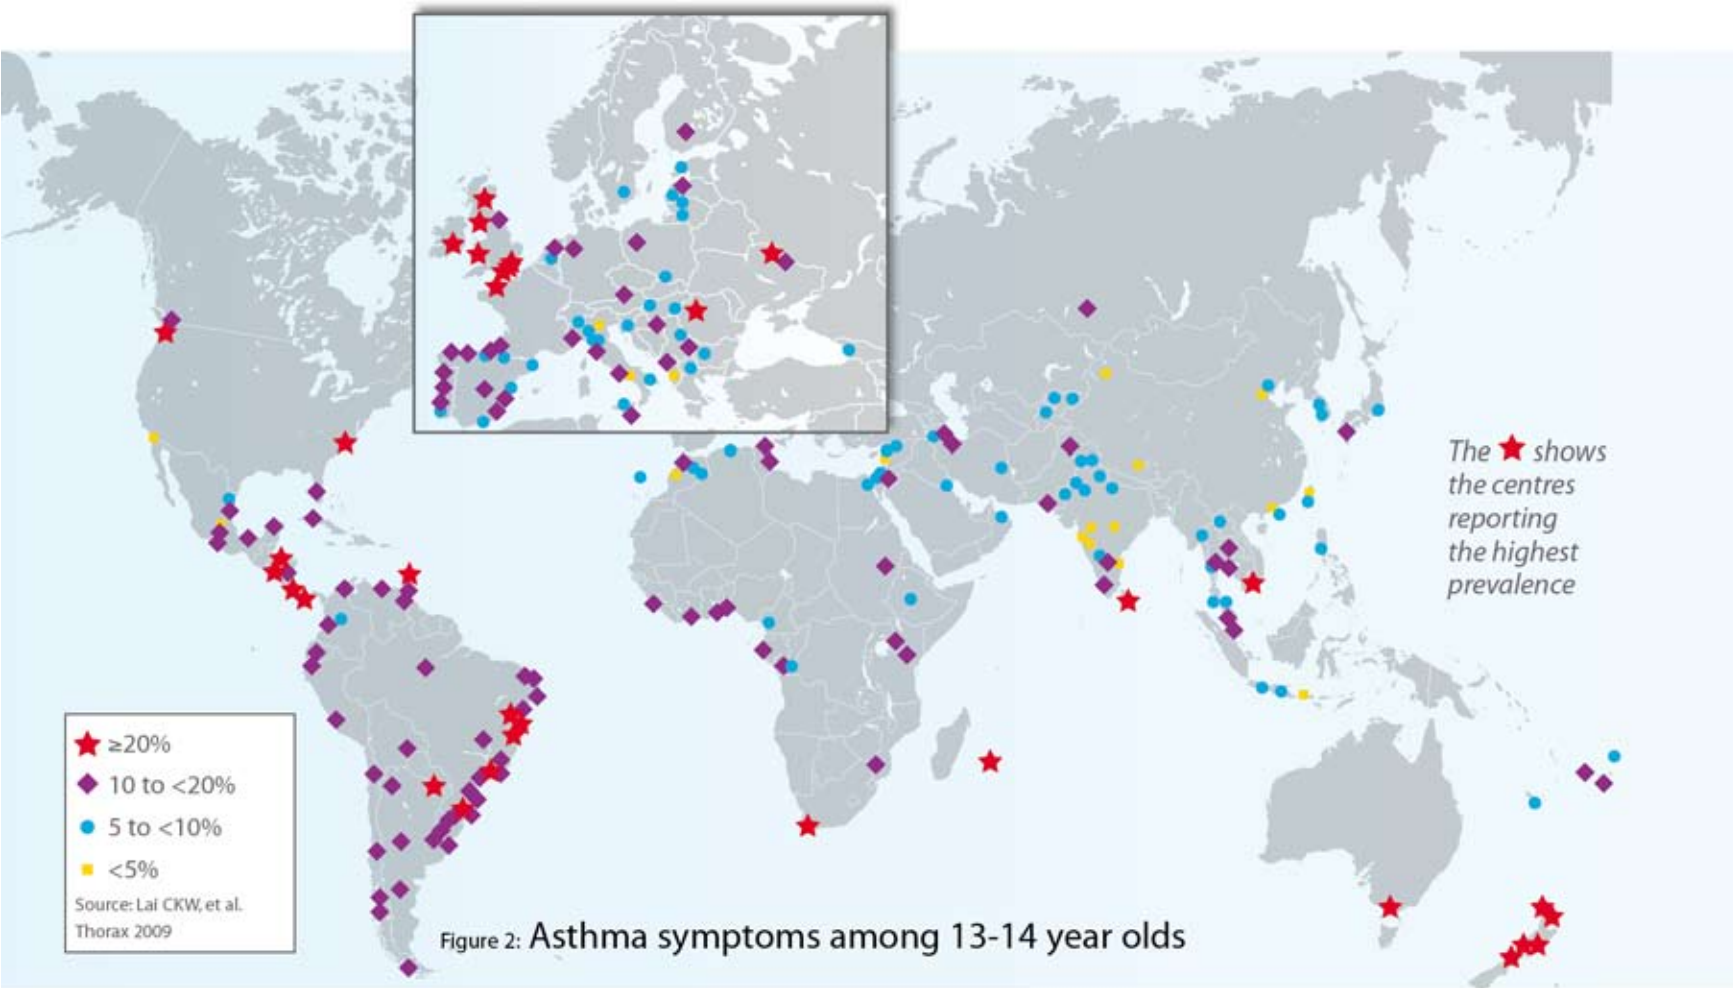 The ★ shows
the centres
reporting
the highest
prevalence
≥20%
10 to <20%
5 to <10%
<5%
Source: Lai CKW, et al.
Thorax 2009
Figure 2: Asthma symptoms among 13-14 year olds